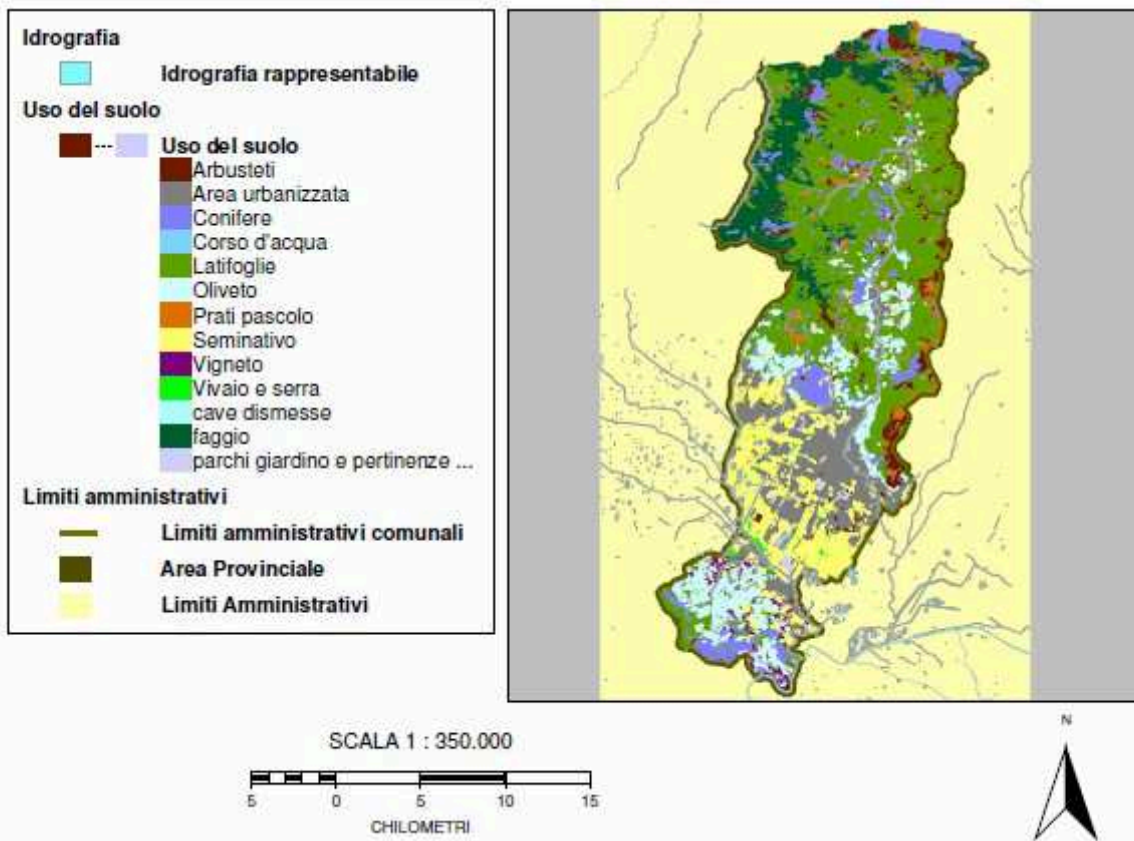 Idrografia
Idrografia rappresentabile
Uso del suolo
Uso del suolo
Arbusteti
Area urbanizzata
Conifere
Corso d'acqua
Latifoglie
Oliveto
Prati pascolo
Seminativo
Vigneto
Vivaio e serra
cave dismesse
faggio
parchi giardino e pertinenze ...
Limiti amministrativi
Limiti amministrativi comunali
Area Provinciale
Limiti Amministrativi
SCALA 1 : 350.000
5 0 5 10 15
CHILOMETRI
N